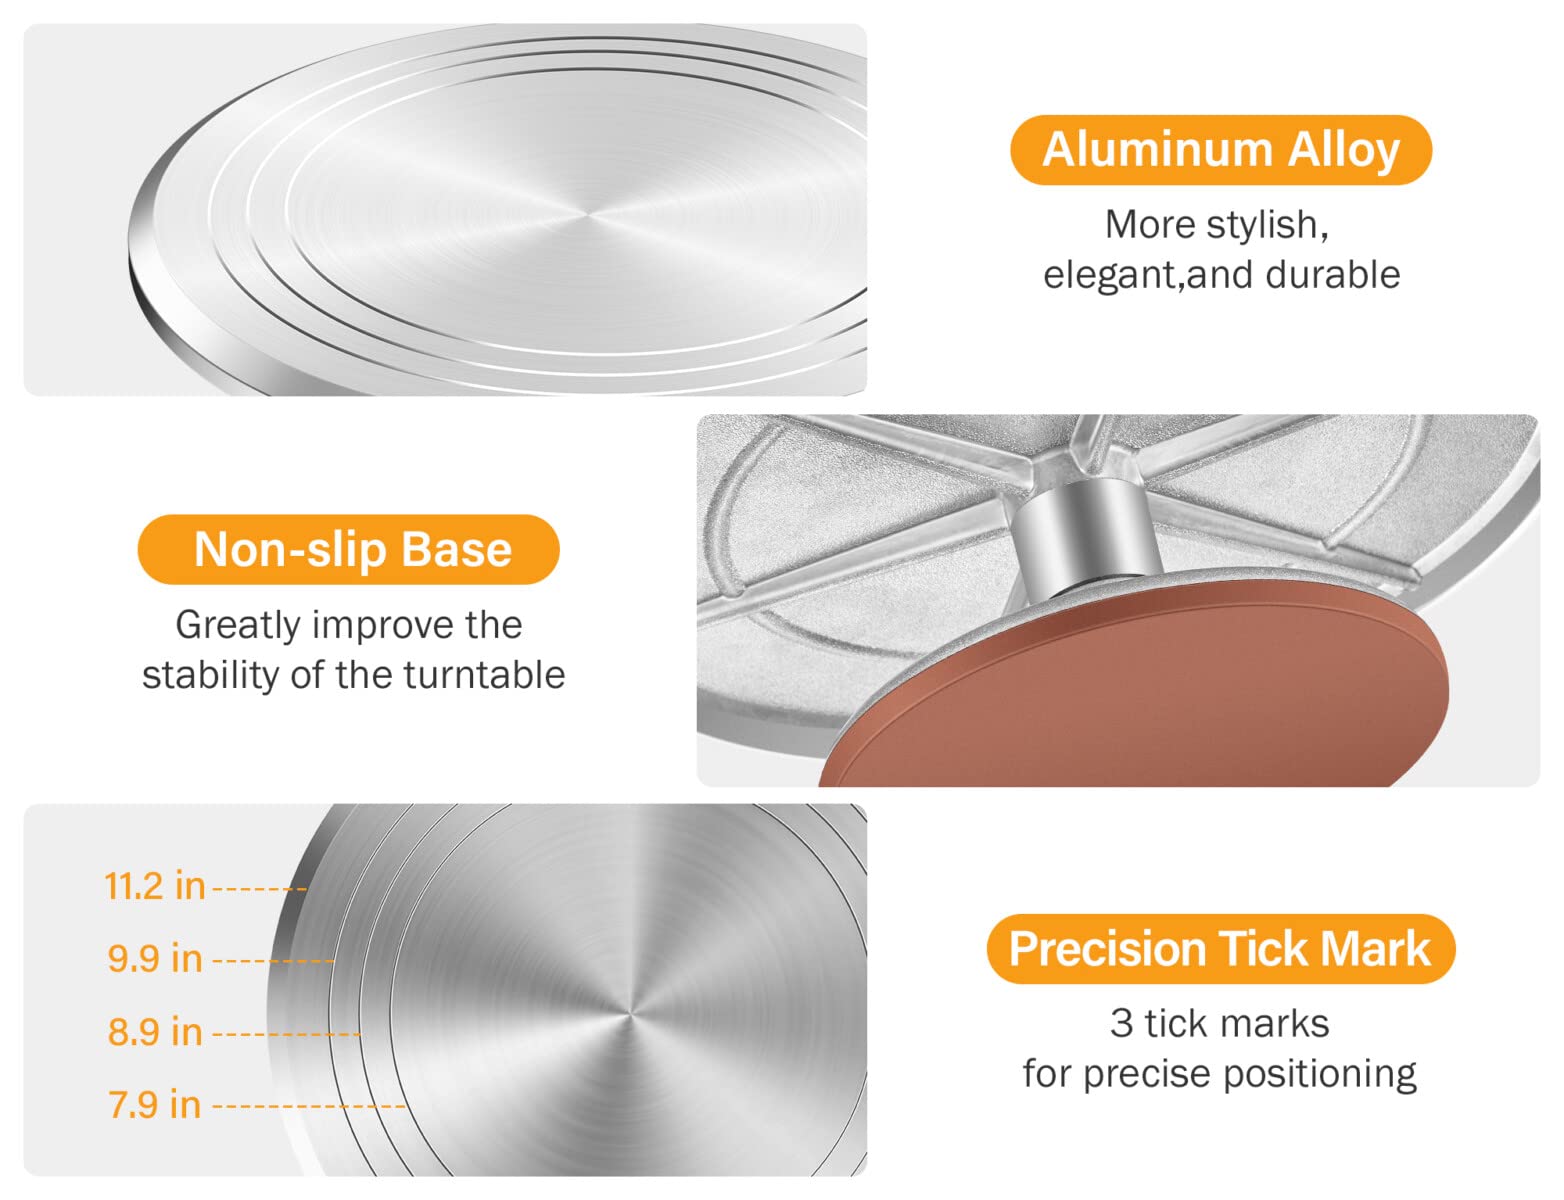 Aluminum Alloy
More stylish,
elegant,and durable
Non-slip Base
Greatly improve the
stability of the turntable
11.2 in
9.9 in
8.9 in
7.9 in
Precision Tick Mark
3 tick marks
for precise positioning